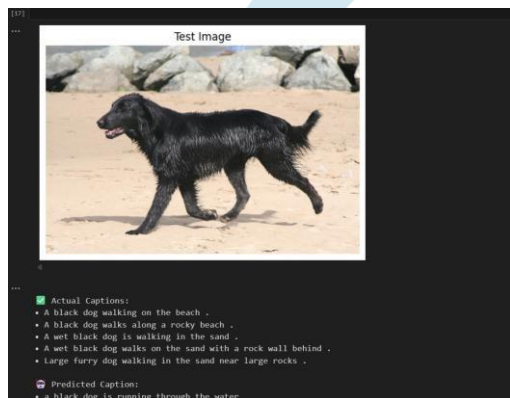 [37]
...
Test Image
...
✅ Actual Captions:
• A black dog walking on the beach .
• A black dog walks along a rocky beach .
• A wet black dog is walking in the sand .
• A wet black dog walks on the sand with a rock wall behind .
• Large furry dog walking in the sand near large rocks .
Predicted Caption:
• a black dog is running through the water